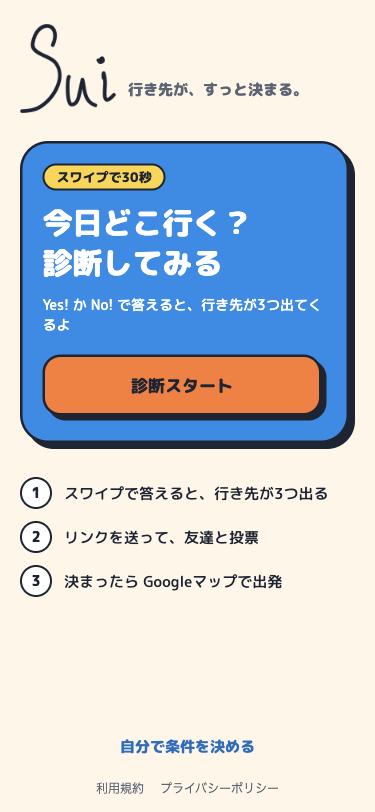 Sui 行き先が、すっと決まる。
スワイプで30秒
今日どこ行く？
診断してみる
Yes! か No! で答えると、行き先が3つ出てく
るよ
診断スタート
1 スワイプで答えると、行き先が3つ出る
2 リンクを送って、友達と投票
3 決まったら Googleマップで出発
自分で条件を決める
利用規約 プライバシーポリシー